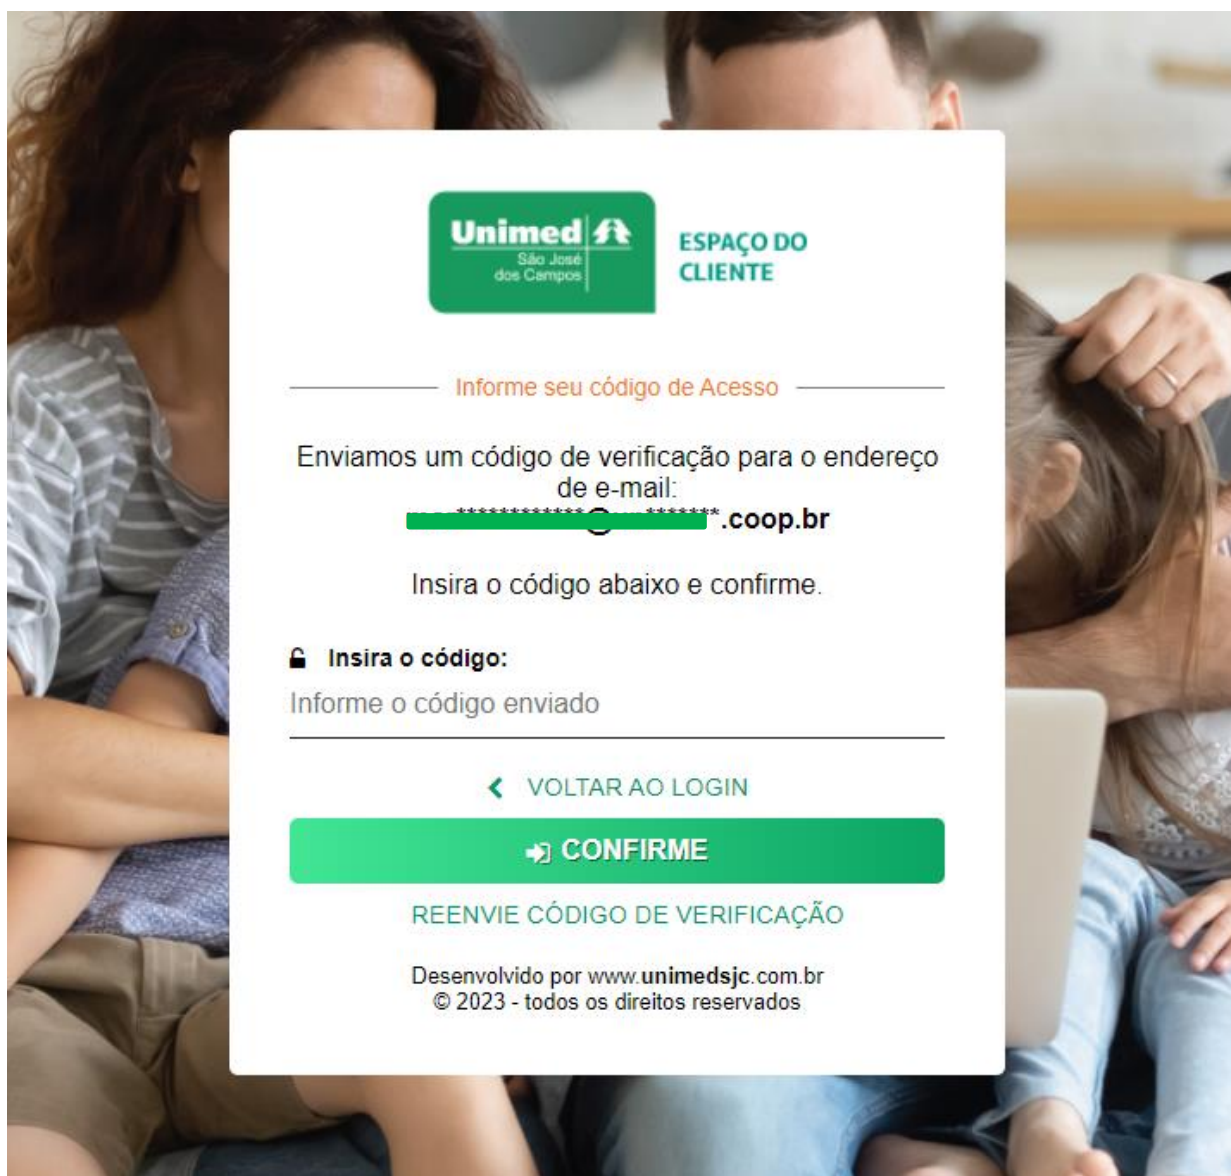 Unimed
São José
dos Campos
ESPAÇO DO
CLIENTE
Informe seu código de Acesso
Enviamos um código de verificação para o endereço
de e-mail:
.coop.br
Insira o código abaixo e confirme.
Insira o código:
Informe o código enviado
VOLTAR AO LOGIN
CONFIRME
REENVIE CÓDIGO DE VERIFICAÇÃO
Desenvolvido por www.unimedsjc.com.br
© 2023 - todos os direitos reservados